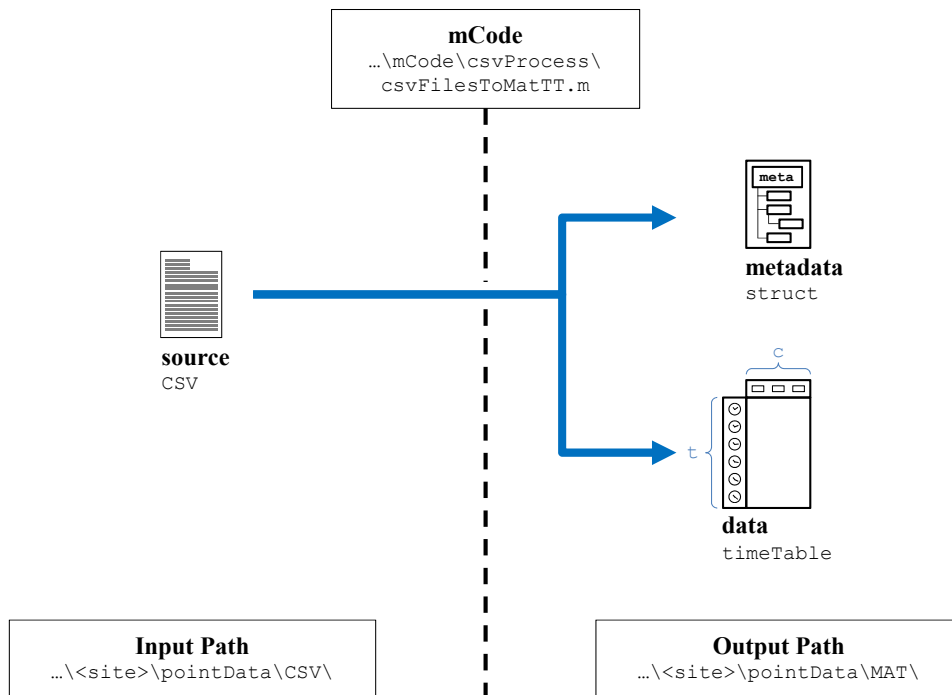 mCode
…\mCode\csvProcess\
csvFilesToMatTT.m
meta
metadata
struct
source
CSV
c
t
data
timeTable
Input Path
…\<site>\pointData\CSV\
Output Path
…\<site>\pointData\MAT\